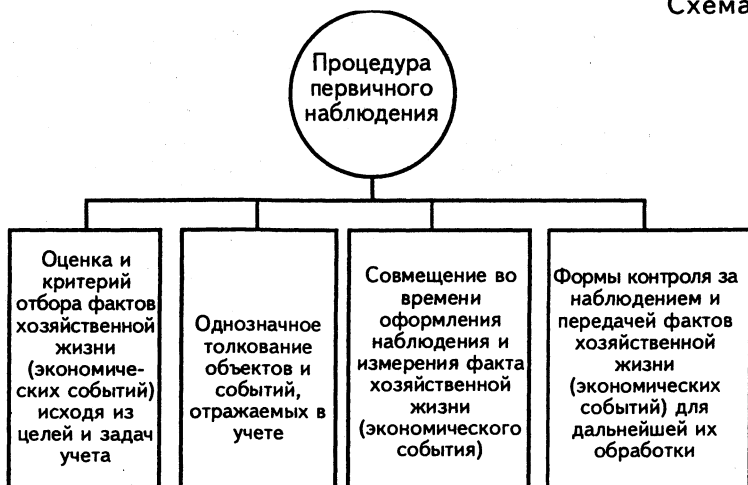 Схема
Процедура
первичного
наблюдения
Оценка и
критерий
отбора фактов
хозяйственной
жизни
(экономиче-
ских событий)
исходя из
целей и задач
учета
Однозначное
толкование
объектов и
событий,
отражаемых в
учете
Совмещение во
времени
оформления
наблюдения и
измерения факта
хозяйственной
жизни
(экономического
события)
Формы контроля за
наблюдением и
передачей фактов
хозяйственной
жизни
(экономических
событий) для
дальнейшей их
обработки